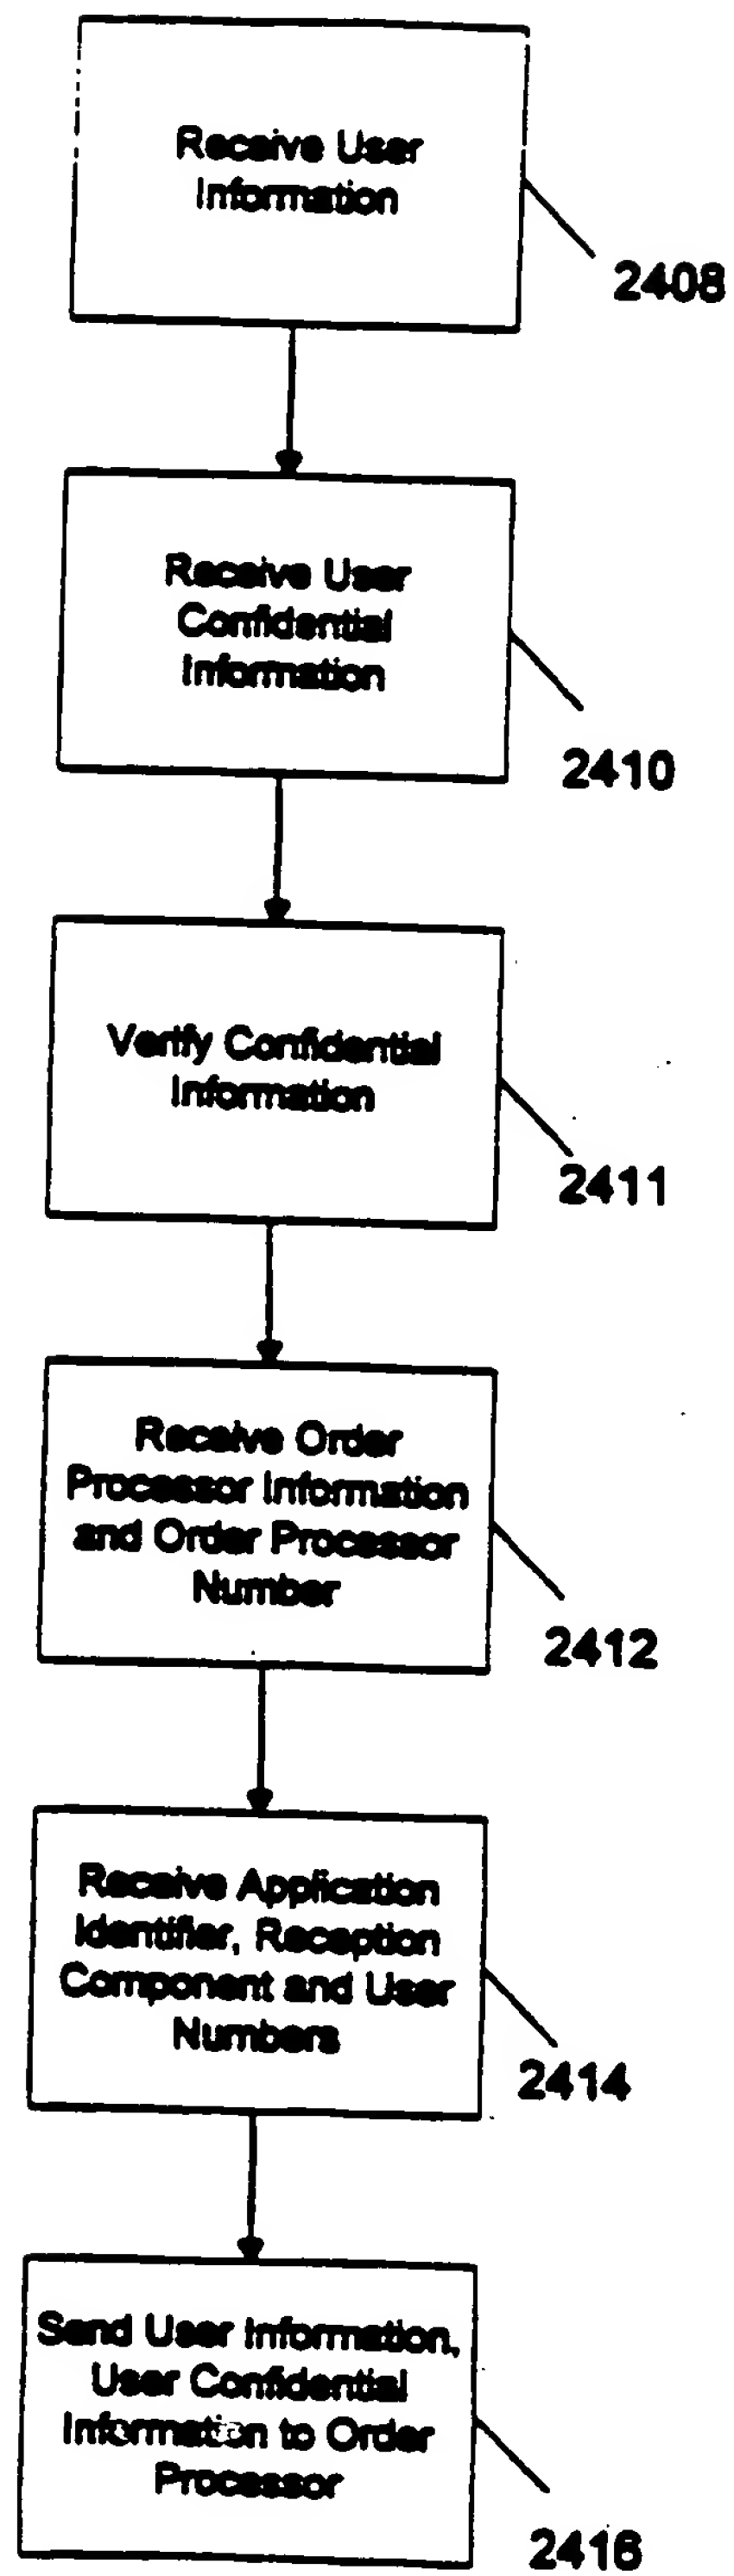 Receive User
Information
2408
Receive User
Confidential
Information
2410
Verify Confidential
Information
2411
Receive Order
Processor Information
and Order Processor
Number
2412
Receive Application
Identifier, Reception
Component and User
Numbers
2414
Send User Information,
User Confidential
Information to Order
Processor
2416